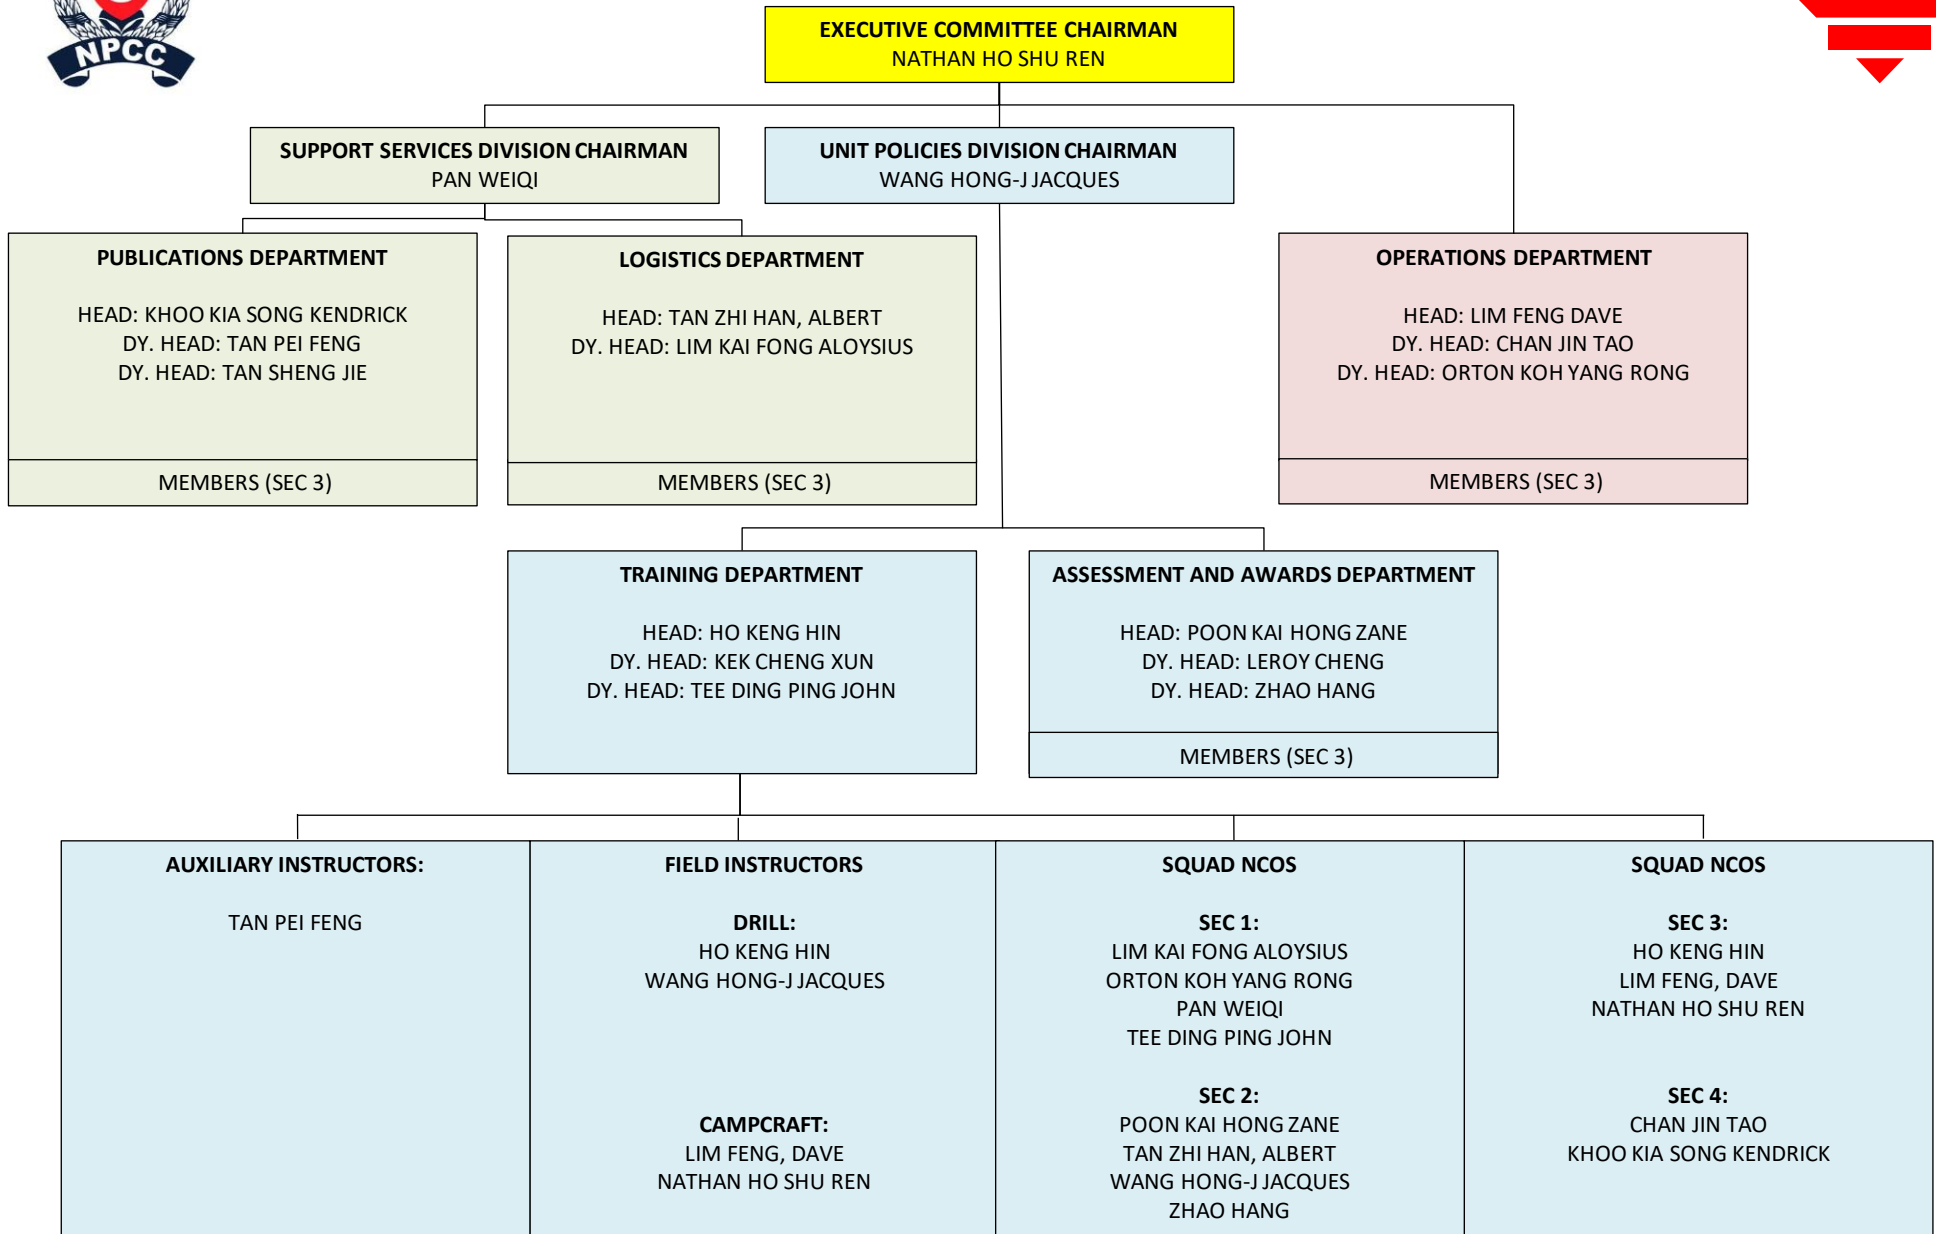 NPCC
EXECUTIVE COMMITTEE CHAIRMAN
NATHAN HO SHU REN
SUPPORT SERVICES DIVISION CHAIRMAN
PAN WEIQI
UNIT POLICIES DIVISION CHAIRMAN
WANG HONG-J JACQUES
PUBLICATIONS DEPARTMENT
HEAD: KHOO KIA SONG KENDRICK
DY. HEAD: TAN PEI FENG
DY. HEAD: TAN SHENG JIE
MEMBERS (SEC 3)
LOGISTICS DEPARTMENT
HEAD: TAN ZHI HAN, ALBERT
DY. HEAD: LIM KAI FONG ALOYSIUS
MEMBERS (SEC 3)
OPERATIONS DEPARTMENT
HEAD: LIM FENG DAVE
DY. HEAD: CHAN JIN TAO
DY. HEAD: ORTON KOH YANG RONG
MEMBERS (SEC 3)
TRAINING DEPARTMENT
HEAD: HO KENG HIN
DY. HEAD: KEK CHENG XUN
DY. HEAD: TEE DING PING JOHN
ASSESSMENT AND AWARDS DEPARTMENT
HEAD: POON KAI HONG ZANE
DY. HEAD: LEROY CHENG
DY. HEAD: ZHAO HANG
MEMBERS (SEC 3)
AUXILIARY INSTRUCTORS:
TAN PEI FENG
FIELD INSTRUCTORS
DRILL:
HO KENG HIN
WANG HONG-J JACQUES
CAMPCRAFT:
LIM FENG, DAVE
NATHAN HO SHU REN
SQUAD NCOS
SEC 1:
LIM KAI FONG ALOYSIUS
ORTON KOH YANG RONG
PAN WEIQI
TEE DING PING JOHN
SEC 2:
POON KAI HONG ZANE
TAN ZHI HAN, ALBERT
WANG HONG-J JACQUES
ZHAO HANG
SQUAD NCOS
SEC 3:
HO KENG HIN
LIM FENG, DAVE
NATHAN HO SHU REN
SEC 4:
CHAN JIN TAO
KHOO KIA SONG KENDRICK